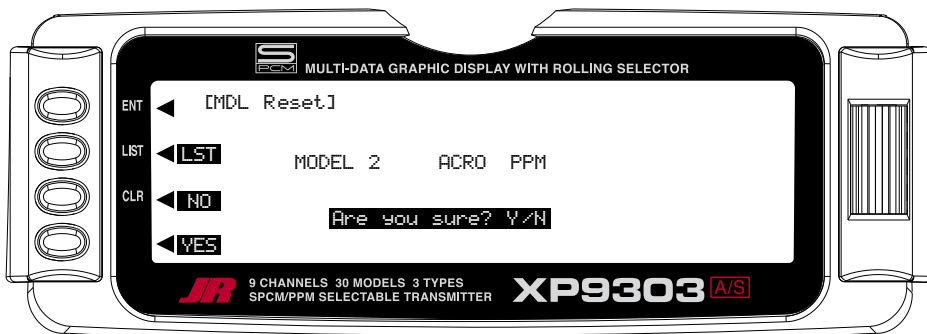 S
PCM MULTI-DATA GRAPHIC DISPLAY WITH ROLLING SELECTOR
ENT [MDL Reset]
LIST LST
MODEL 2 ACRO PPM
CLR NO
Are you sure? Y/N
YES
JR 9 CHANNELS 30 MODELS 3 TYPES
SPCM/PPM SELECTABLE TRANSMITTER XP9303 A/S